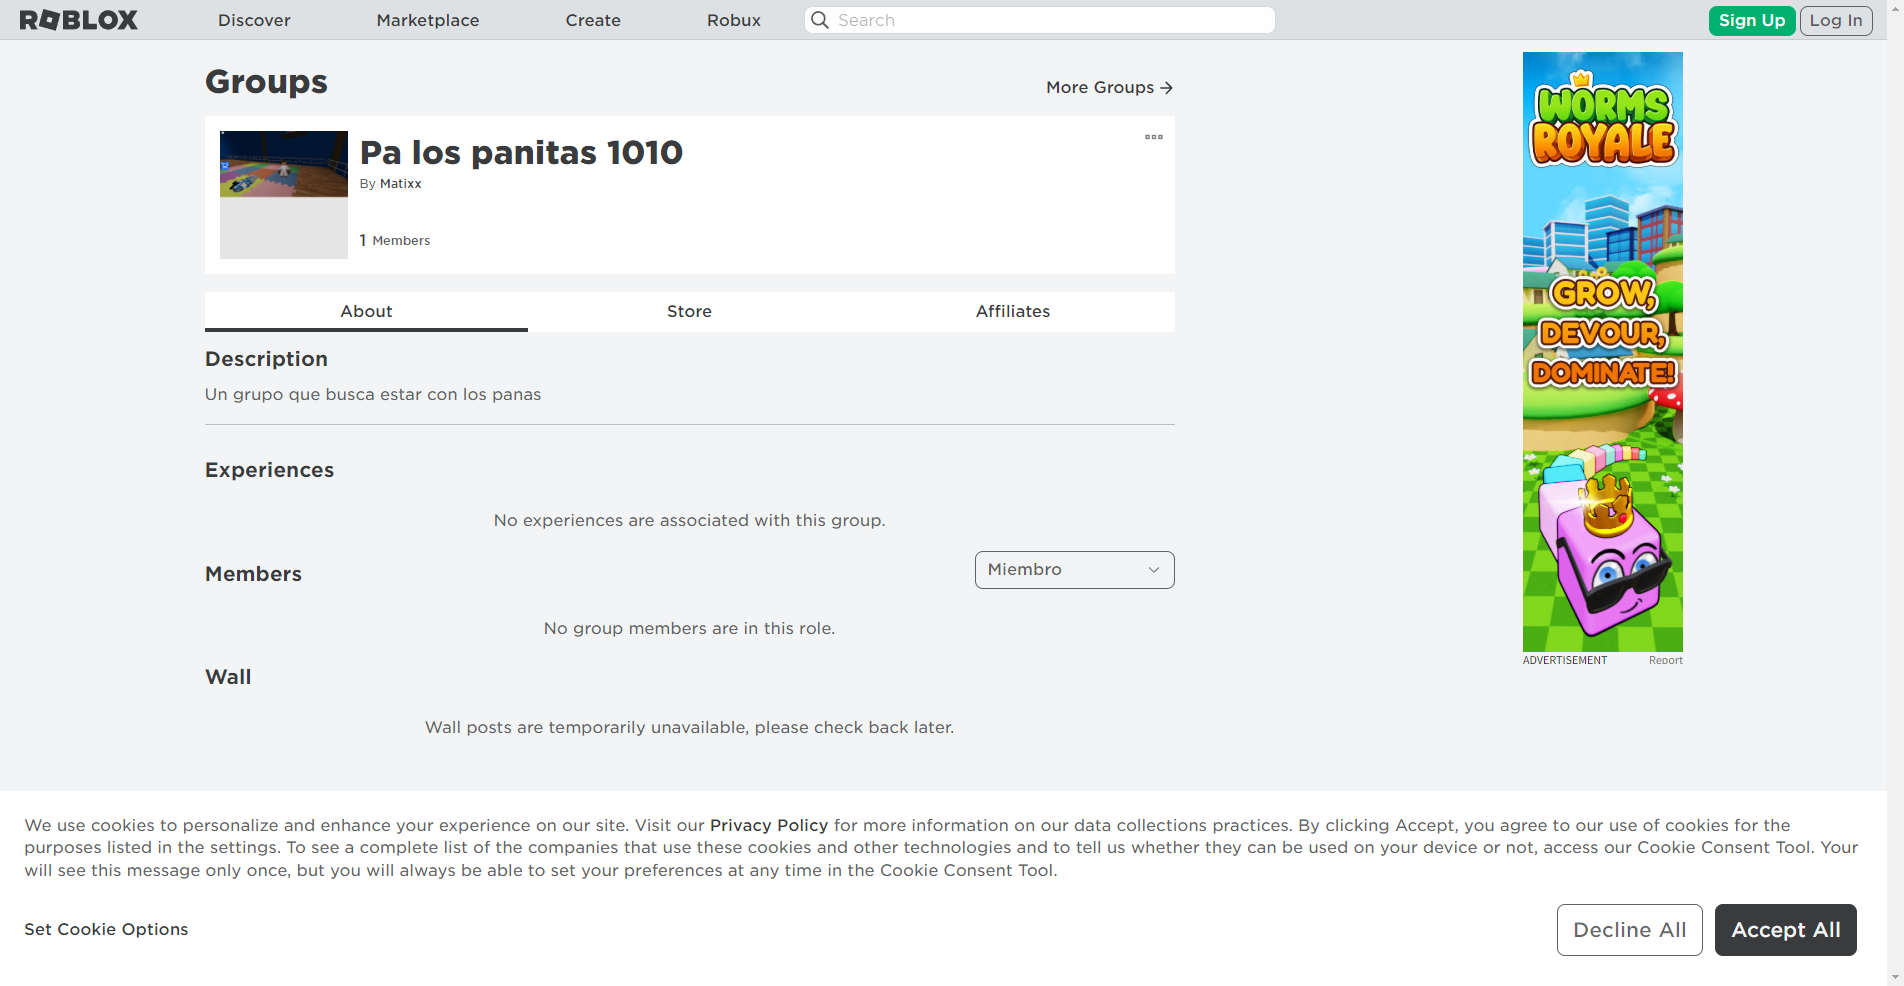 ROBLOX
Discover
Marketplace
Create
Robux
Search
Sign Up
Log In
Groups
More Groups
Pa los panitas 1010
By Matixx
1 Members
About
Store
Affiliates
Description
Un grupo que busca estar con los panas
Experiences
No experiences are associated with this group.
Members
Miembro
No group members are in this role.
Wall
Wall posts are temporarily unavailable, please check back later.
WORMS
ROYALE
GROW,
DEVOUR,
DOMINATE!
ADVERTISEMENT
Report
We use cookies to personalize and enhance your experience on our site. Visit our Privacy Policy for more information on our data collections practices. By clicking Accept, you agree to our use of cookies for the
purposes listed in the settings. To see a complete list of the companies that use these cookies and other technologies and to tell us whether they can be used on your device or not, access our Cookie Consent Tool. Your
will see this message only once, but you will always be able to set your preferences at any time in the Cookie Consent Tool.
Set Cookie Options
Decline All
Accept All